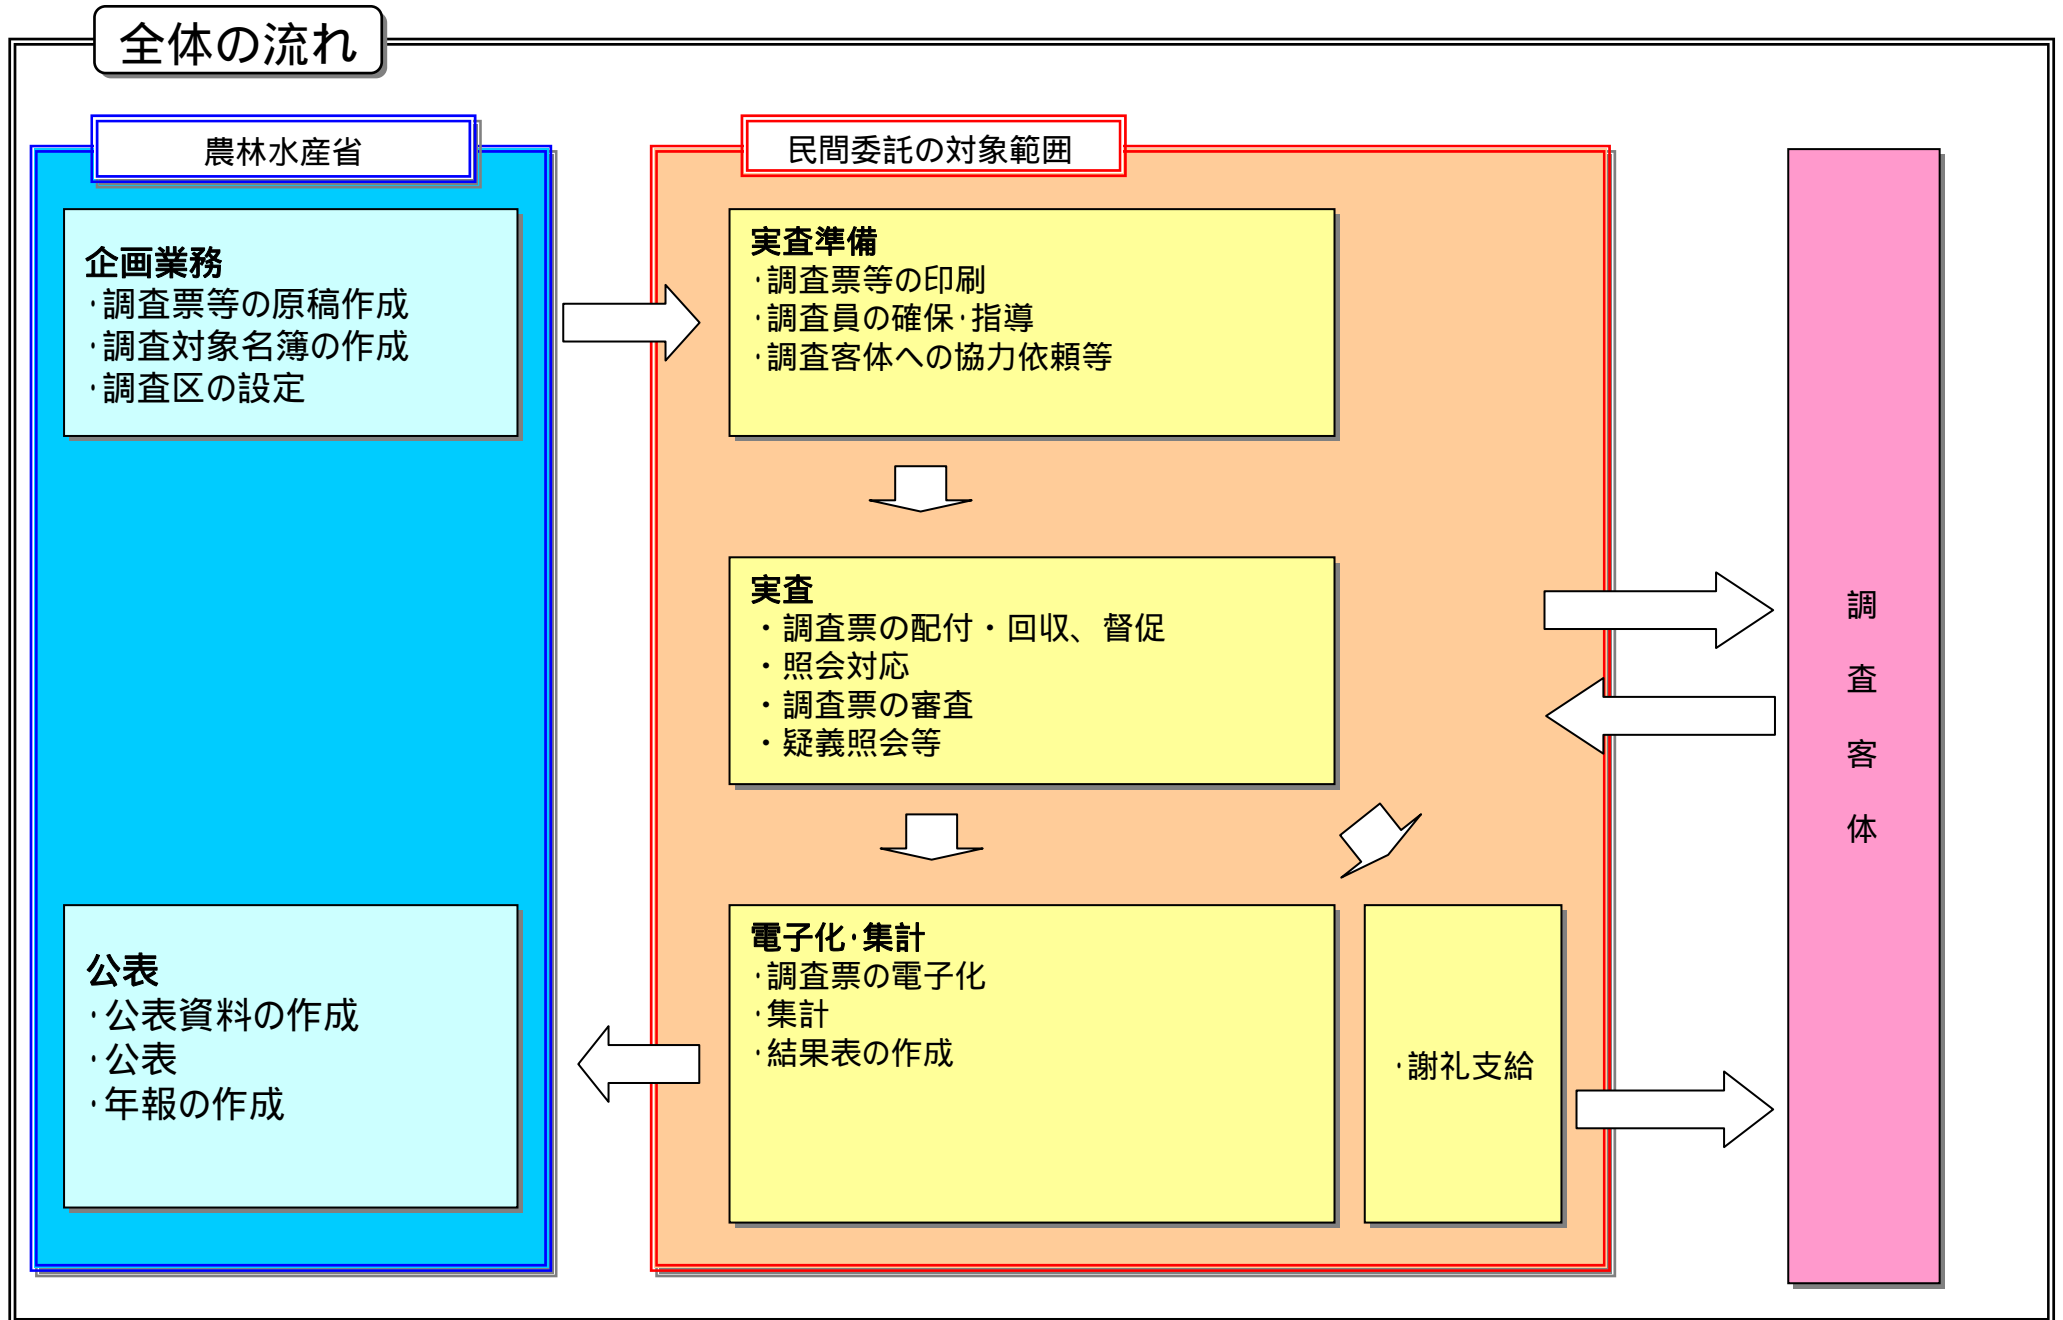 全体の流れ
農林水産省
企画業務
･調査票等の原稿作成
･調査対象名簿の作成
･調査区の設定
公表
･公表資料の作成
･公表
･年報の作成
民間委託の対象範囲
実査準備
･調査票等の印刷
･調査員の確保･指導
･調査客体への協力依頼等
実査
・調査票の配付・回収、督促
・照会対応
・調査票の審査
・疑義照会等
電子化･集計
･調査票の電子化
･集計
･結果表の作成
･謝礼支給
調査客体